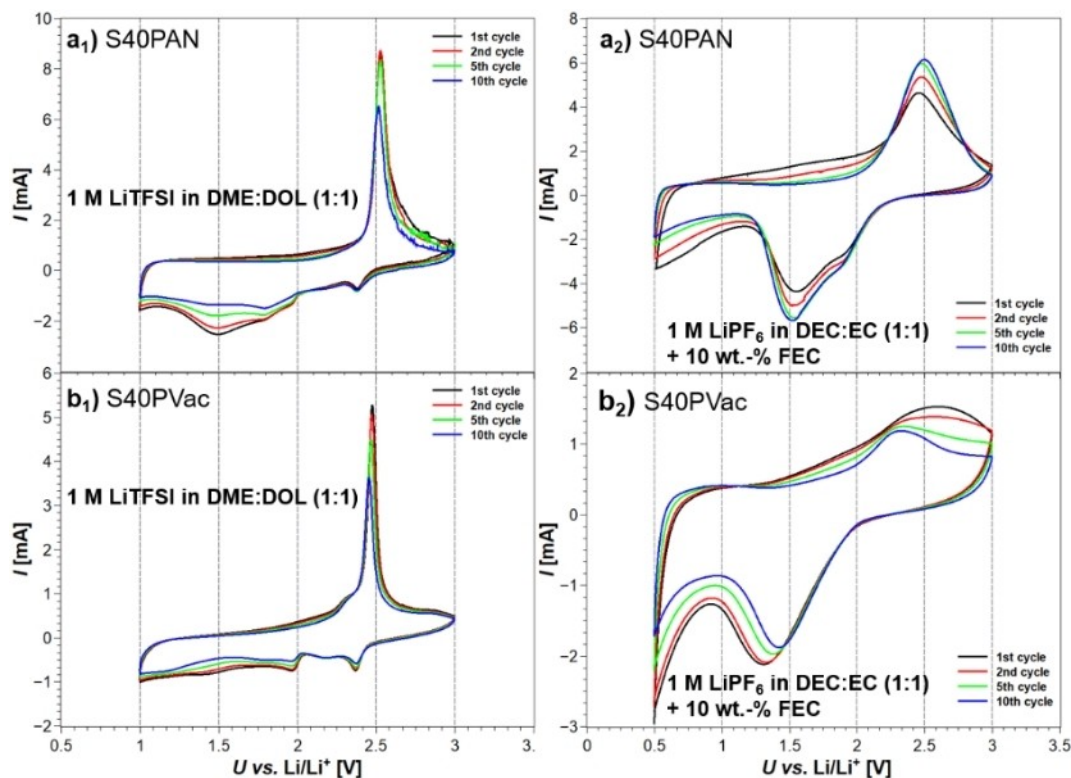 a1) S40PAN
1st cycle
2nd cycle
5th cycle
10th cycle
1 M LiTFSI in DME:DOL (1:1)
I [mA]
10
8
6
4
2
0
−2
a2) S40PAN
1st cycle
2nd cycle
5th cycle
10th cycle
1 M LiPF6 in DEC:EC (1:1)
+ 10 wt.-% FEC
I [mA]
6
4
2
0
−2
−4
−6
b1) S40PVac
1st cycle
2nd cycle
5th cycle
10th cycle
1 M LiTFSI in DME:DOL (1:1)
I [mA]
6
5
4
3
2
1
0
−1
−2
0.5
1
1.5
2
2.5
3
3.
U vs. Li/Li+ [V]
b2) S40PVac
1st cycle
2nd cycle
5th cycle
10th cycle
1 M LiPF6 in DEC:EC (1:1)
+ 10 wt.-% FEC
I [mA]
2
1
0
−1
−2
−3
0
0.5
1
1.5
2
2.5
3
3.5
U vs. Li/Li+ [V]